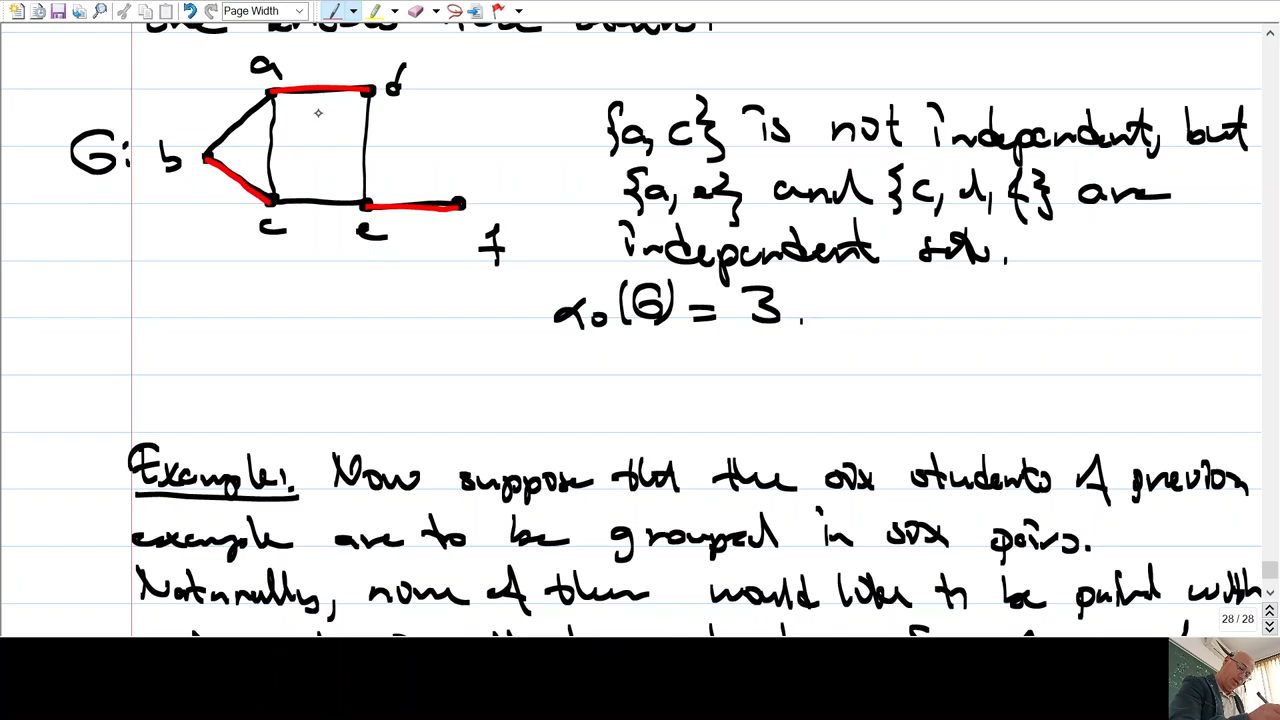 Page Width
a
d
G: b
c
e
f
{a, c} is not independent, but
{a, e} and {c, d, f} are
independent sets.
α₀(G) = 3.
Example: Now suppose that the six students of previous
example are to be grouped in six pairs.
Naturally, none of them would like to be paired with
28 / 28